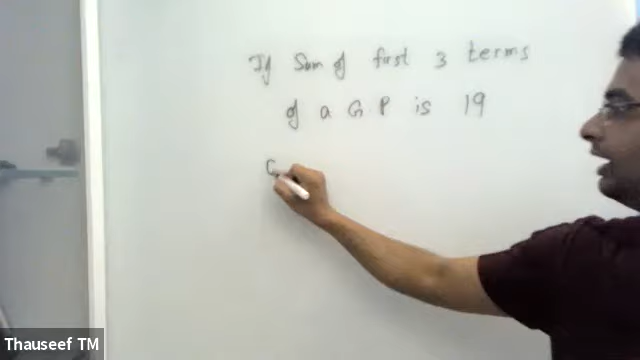 If Sum of first 3 terms
of a G.P is 19
Thauseef TM